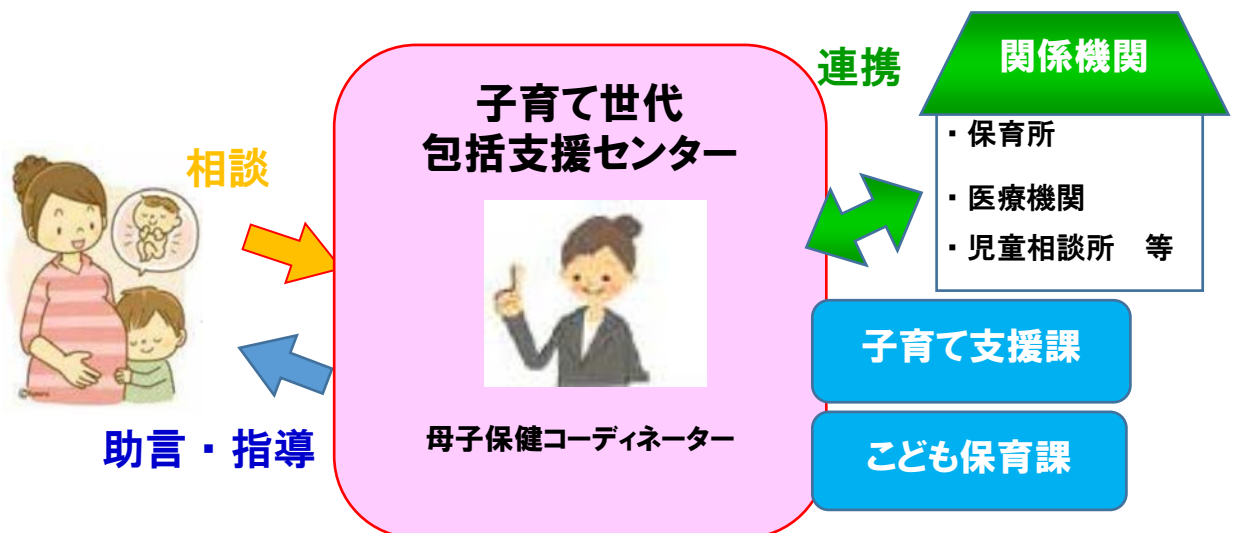 相談
助言・指導
子育て世代
包括支援センター
母子保健コーディネーター
連携
関係機関
・保育所
・医療機関
・児童相談所　等
子育て支援課
こども保育課